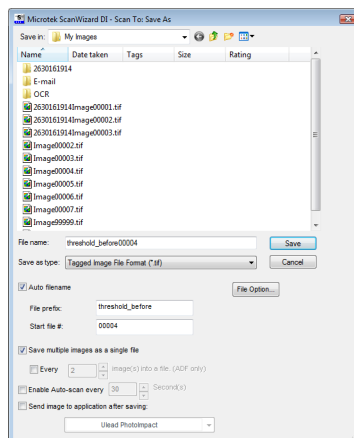 Microtek ScanWizard DI - Scan To: Save As
Save in: My Images
Name Date taken Tags Size Rating
2630161914
E-mail
OCR
2630161914Image00001.tif
2630161914Image00002.tif
2630161914Image00003.tif
Image00002.tif
Image00003.tif
Image00004.tif
Image00005.tif
Image00006.tif
Image00007.tif
Image99999.tif
File name: threshold_before00004 Save
Save as type: Tagged Image File Format (*.tif) Cancel
Auto filename File Option...
File prefix: threshold_before
Start file #: 00004
Save multiple images as a single file
Every 2 image(s) into a file. (ADF only)
Enable Auto-scan every 30 Second(s)
Send image to application after saving:
Ulead PhotoImpact